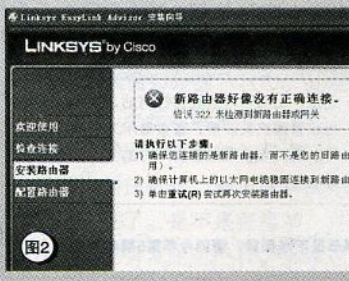 Linksys EasyLink Advisor 安装向导
LINKSYS by Cisco
新路由器好像没有正确连接。
错误 322. 未检测到新路由器或网关
欢迎使用
检查连接
安装路由器
配置路由器
请执行以下步骤:
1) 确保您连接的是新路由器，而不是您的旧路由
用）。
2) 确保计算机上的以太网电缆稳固连接到新路由
3) 单击重试(R) 尝试再次安装路由器。
图2